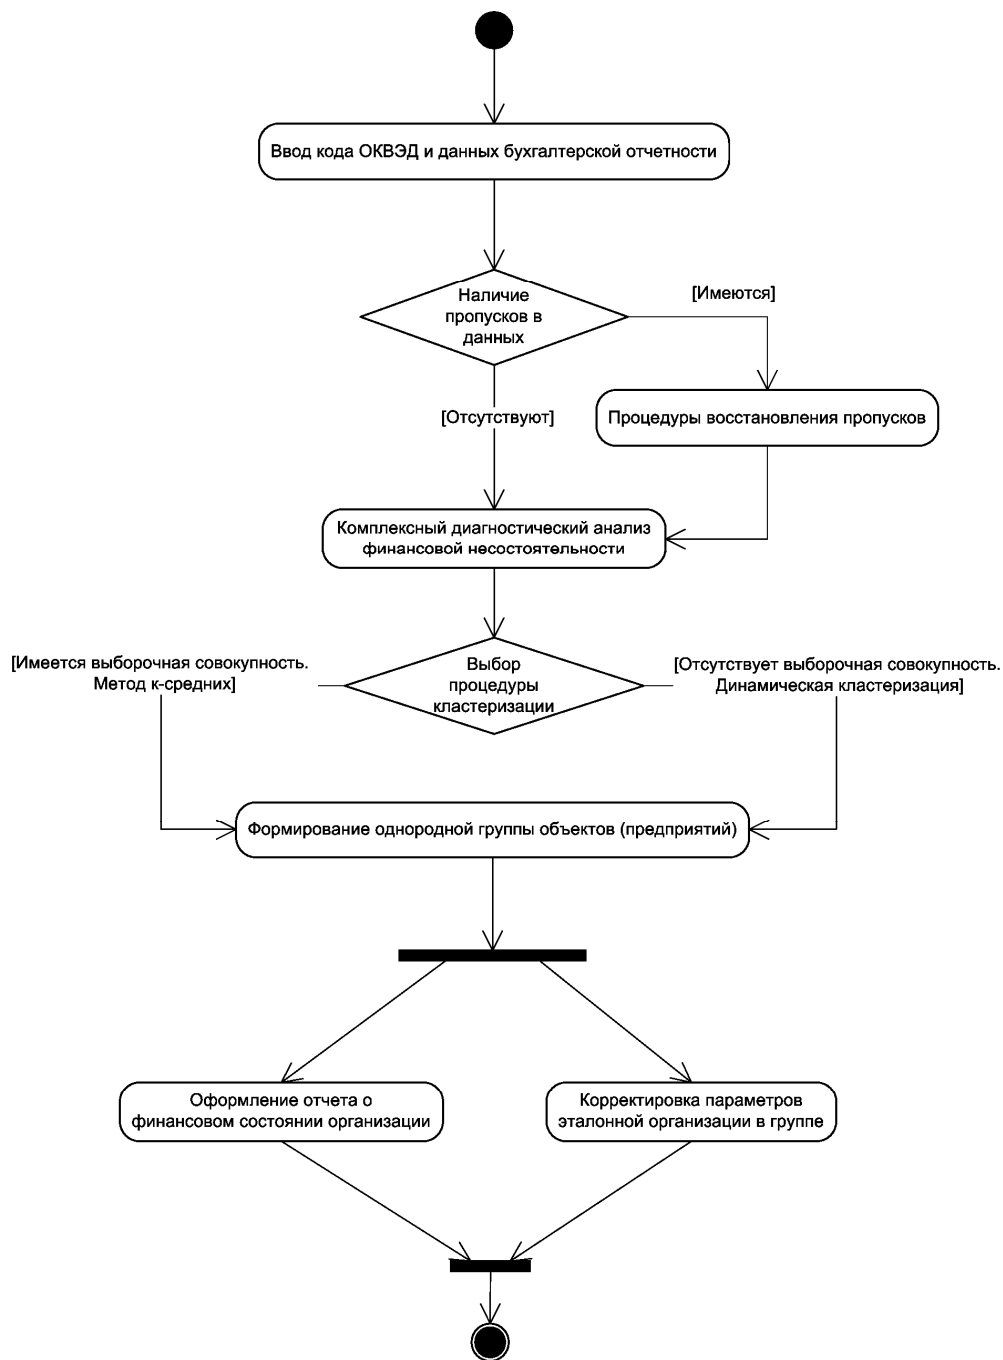 Ввод кода ОКВЭД и данных бухгалтерской отчетности
Наличие
пропусков в
данных
[Имеются]
[Отсутствуют]
Процедуры восстановления пропусков
Комплексный диагностический анализ
финансовой несостоятельности
[Имеется выборочная совокупность.
Метод к-средних]
Выбор
процедуры
кластеризации
[Отсутствует выборочная совокупность.
Динамическая кластеризация]
Формирование однородной группы объектов (предприятий)
Оформление отчета о
финансовом состоянии организации
Корректировка параметров
эталонной организации в группе